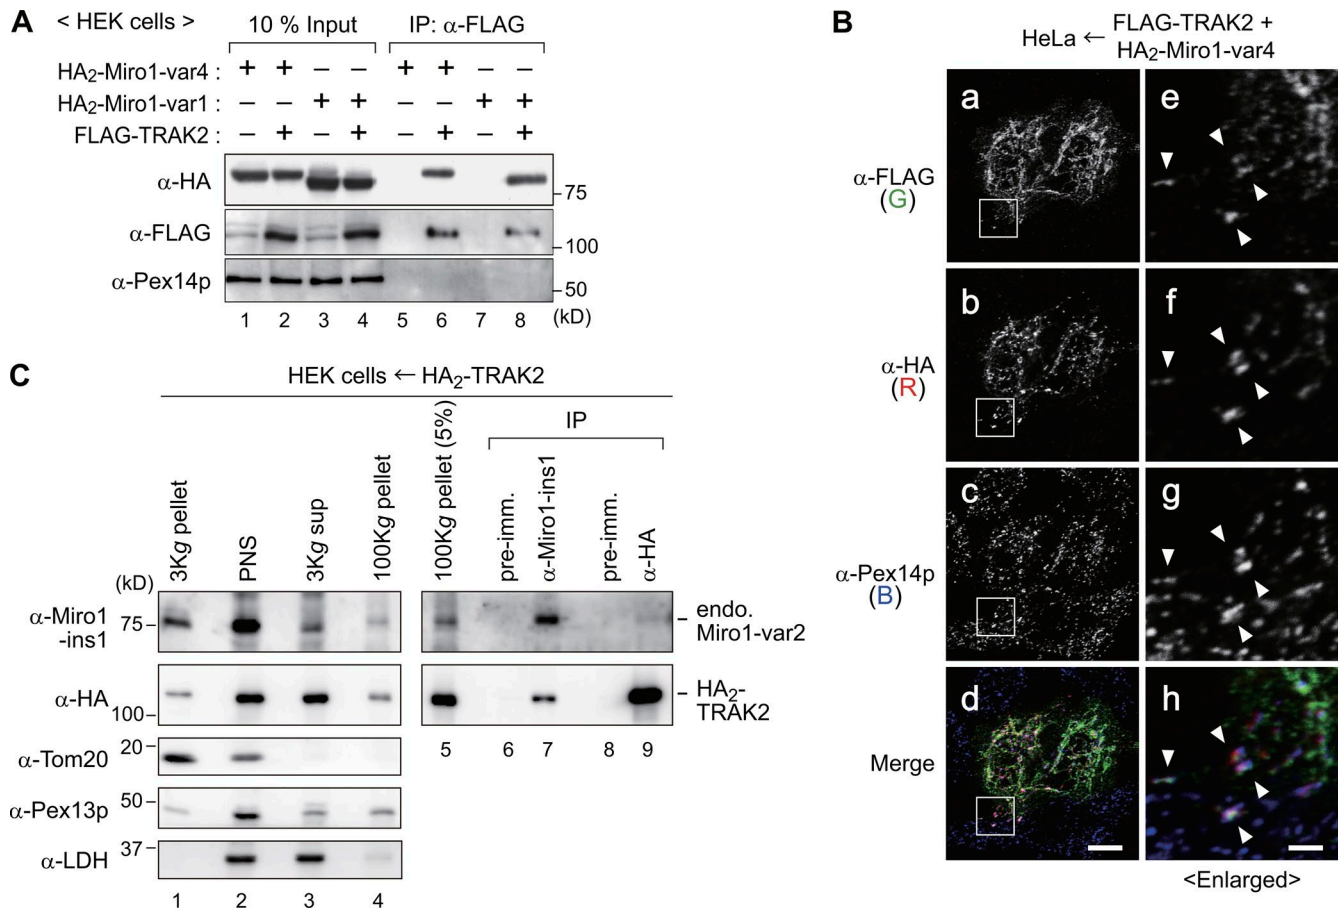 A
< HEK cells >
10 % Input
IP: α-FLAG
HA₂-Miro1-var4 : + + – – + + – –
HA₂-Miro1-var1 : – – + + – – + +
FLAG-TRAK2 : – + – + – + – +
α-HA
75
α-FLAG
100
α-Pex14p
50
1 2 3 4 5 6 7 8 (kD)
B
HeLa ← FLAG-TRAK2 +
HA₂-Miro1-var4
a
e
α-FLAG
(G)
b
f
α-HA
(R)
c
g
α-Pex14p
(B)
d
h
Merge
<Enlarged>
C
HEK cells ← HA₂-TRAK2
IP
3Kg pellet
PNS
3Kg sup
100Kg pellet
100Kg pellet (5%)
pre-imm.
α-Miro1-ins1
pre-imm.
α-HA
(kD)
α-Miro1
-ins1
75
endo.
Miro1-var2
α-HA
100
HA₂-
TRAK2
5 6 7 8 9
α-Tom20
20
α-Pex13p
50
α-LDH
37
1 2 3 4